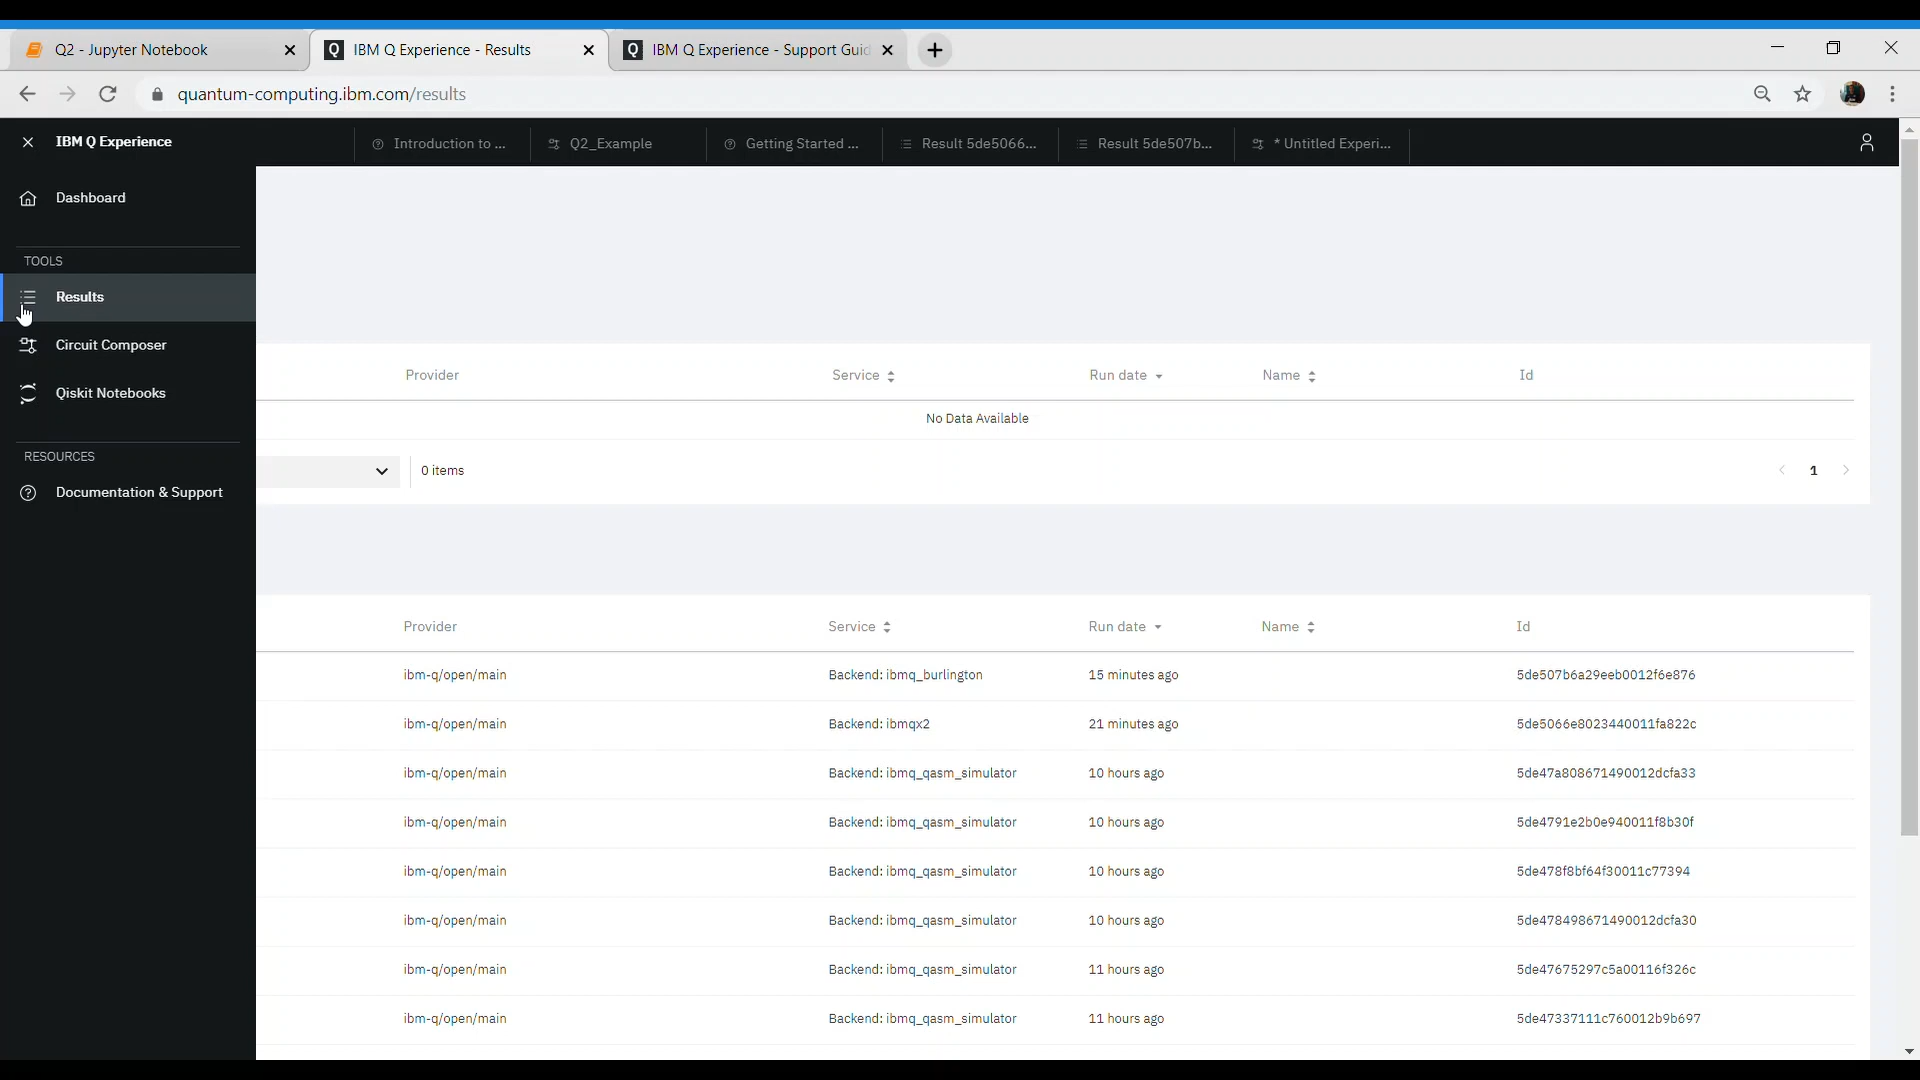 Q2 - Jupyter Notebook
IBM Q Experience - Results
IBM Q Experience - Support Guid
quantum-computing.ibm.com/results
IBM Q Experience
Introduction to ...
Q2_Example
Getting Started ...
Result 5de5066...
Result 5de507b...
* Untitled Experi...
Dashboard
TOOLS
Results
Circuit Composer
Qiskit Notebooks
RESOURCES
Documentation & Support
Provider Service Run date Name Id
No Data Available
0 items 1
Provider Service Run date Name Id
ibm-q/open/main Backend: ibmq_burlington 15 minutes ago 5de507b6a29eeb0012f6e876
ibm-q/open/main Backend: ibmqx2 21 minutes ago 5de5066e8023440011fa822c
ibm-q/open/main Backend: ibmq_qasm_simulator 10 hours ago 5de47a808671490012dcfa33
ibm-q/open/main Backend: ibmq_qasm_simulator 10 hours ago 5de4791e2b0e940011f8b30f
ibm-q/open/main Backend: ibmq_qasm_simulator 10 hours ago 5de478f8bf64f30011c77394
ibm-q/open/main Backend: ibmq_qasm_simulator 10 hours ago 5de478498671490012dcfa30
ibm-q/open/main Backend: ibmq_qasm_simulator 11 hours ago 5de47675297c5a00116f326c
ibm-q/open/main Backend: ibmq_qasm_simulator 11 hours ago 5de47337111c760012b9b697